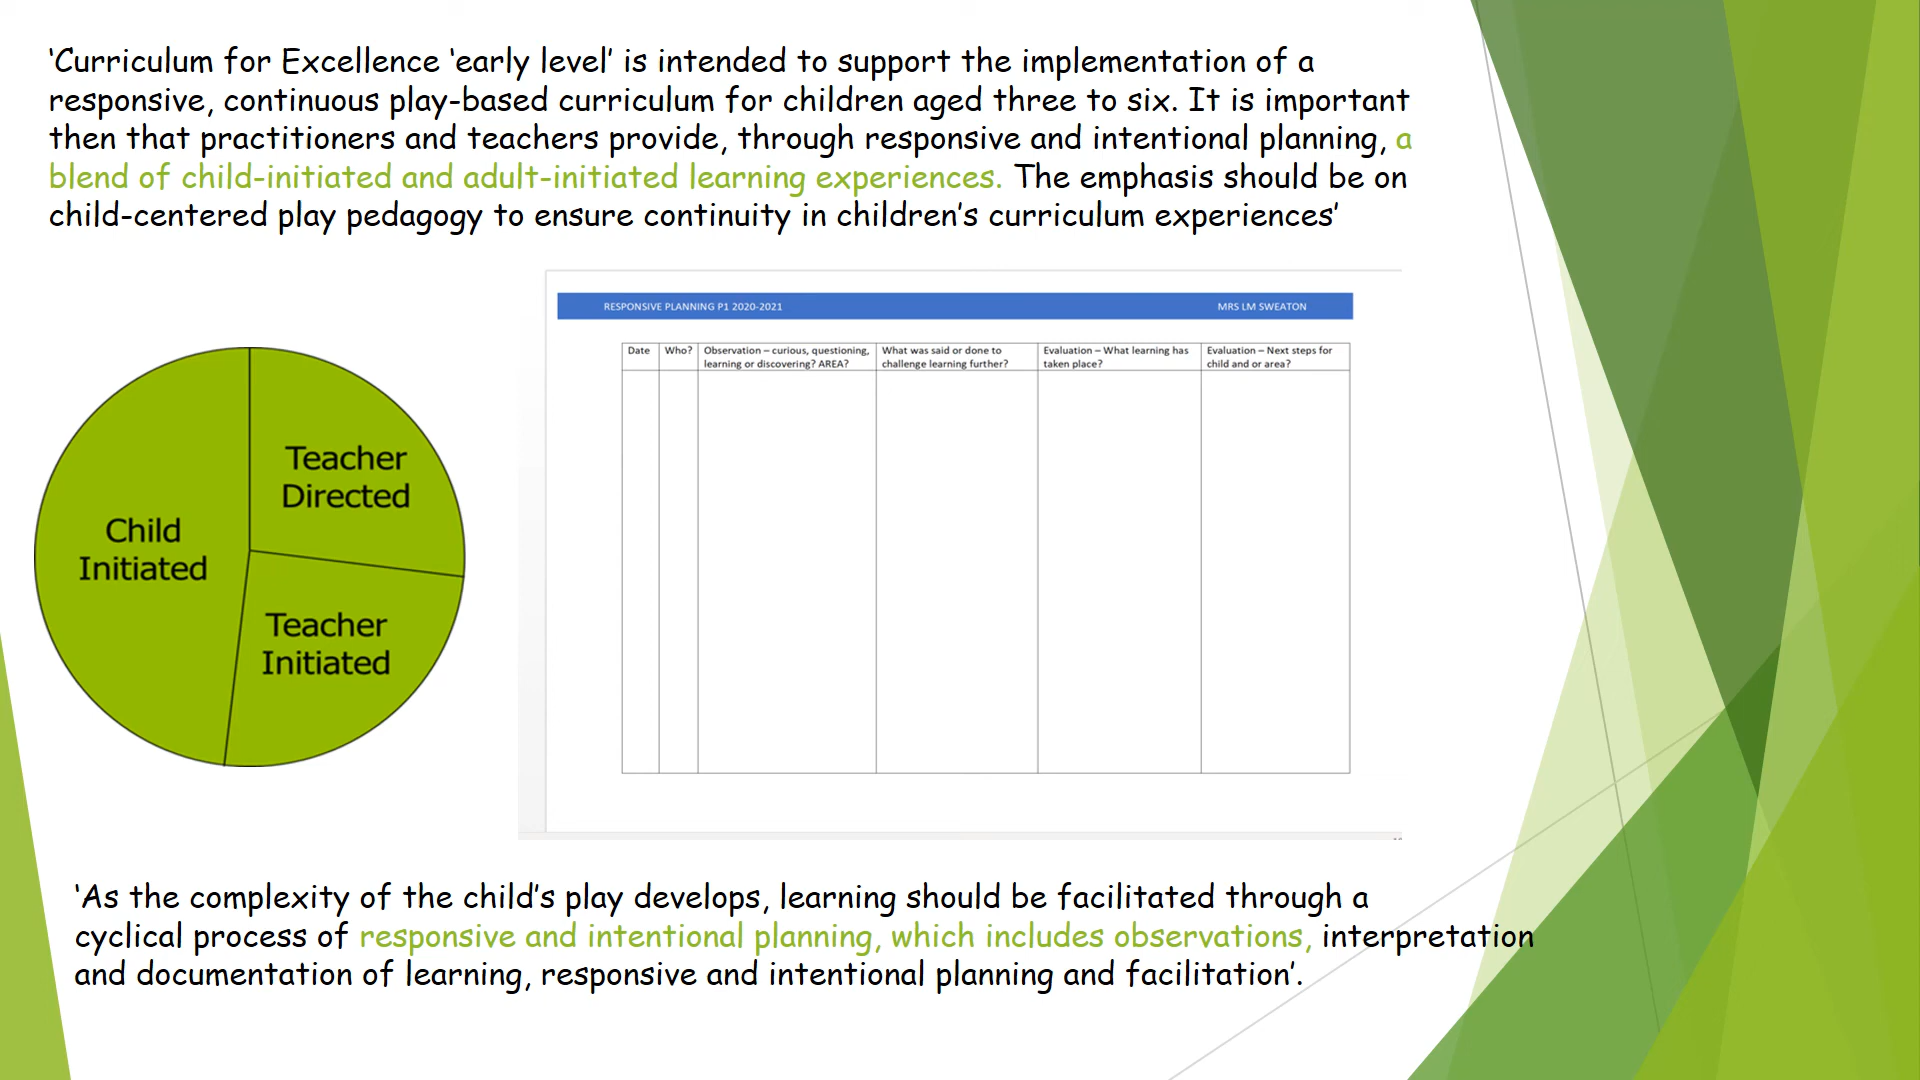 ‘Curriculum for Excellence ‘early level’ is intended to support the implementation of a
responsive, continuous play-based curriculum for children aged three to six. It is important
then that practitioners and teachers provide, through responsive and intentional planning, a
blend of child-initiated and adult-initiated learning experiences. The emphasis should be on
child-centered play pedagogy to ensure continuity in children’s curriculum experiences’
Teacher
Directed
Child
Initiated
Teacher
Initiated
RESPONSIVE PLANNING P1 2020-2021 MRS LM SWEATON
Date
Who?
Observation – curious, questioning,
learning or discovering? AREA?
What was said or done to
challenge learning further?
Evaluation – What learning has
taken place?
Evaluation – Next steps for
child and or area?
‘As the complexity of the child’s play develops, learning should be facilitated through a
cyclical process of responsive and intentional planning, which includes observations, interpretation
and documentation of learning, responsive and intentional planning and facilitation’.